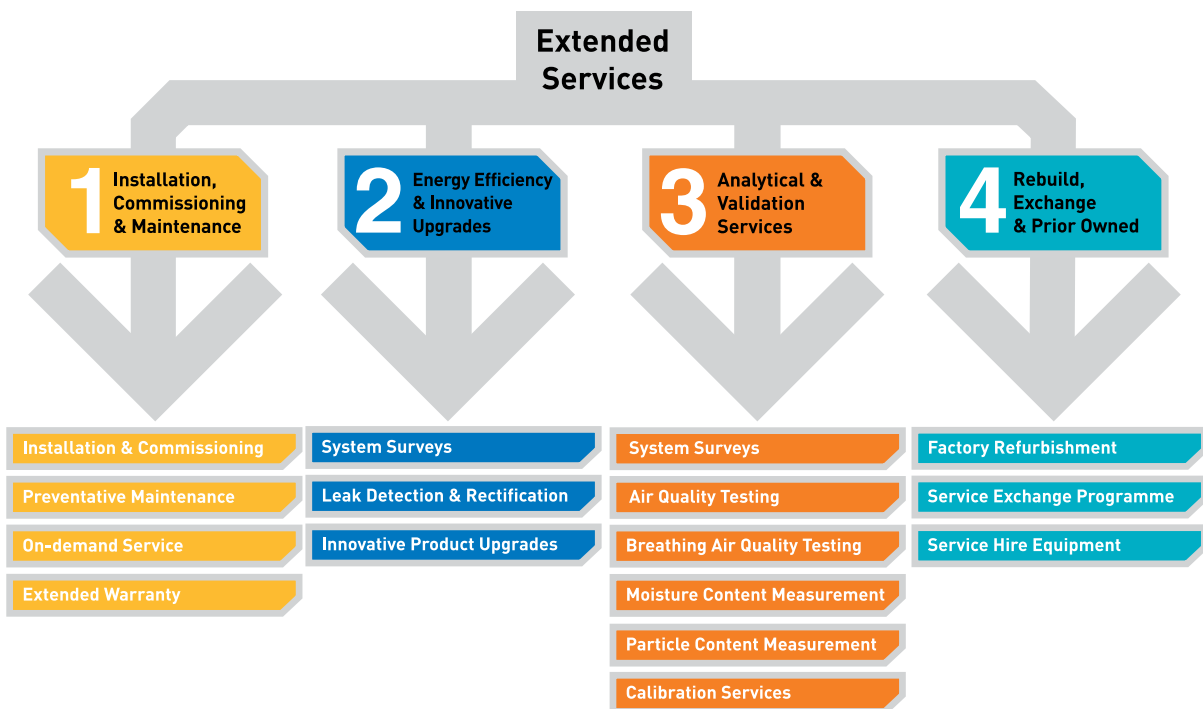 Extended
Services
1
Installation,
Commissioning
& Maintenance
2
Energy Efficiency
& Innovative
Upgrades
3
Analytical &
Validation
Services
4
Rebuild,
Exchange
& Prior Owned
Installation & Commissioning
Preventative Maintenance
On-demand Service
Extended Warranty
System Surveys
Leak Detection & Rectification
Innovative Product Upgrades
System Surveys
Air Quality Testing
Breathing Air Quality Testing
Moisture Content Measurement
Particle Content Measurement
Calibration Services
Factory Refurbishment
Service Exchange Programme
Service Hire Equipment